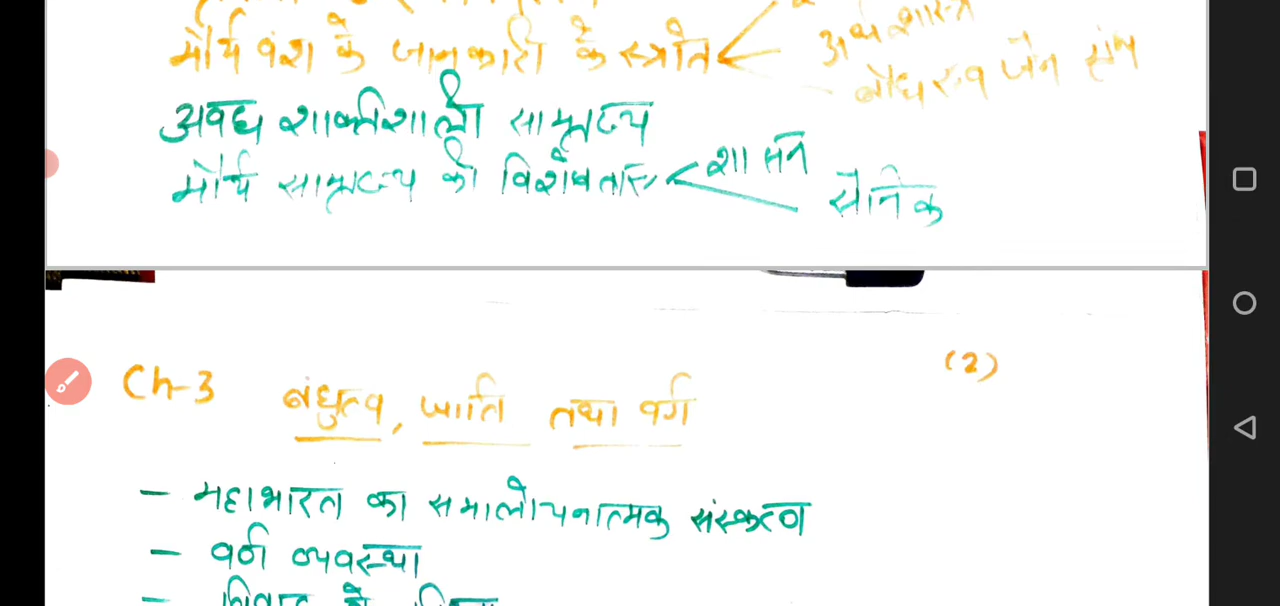 मौर्य वंश के जानकारी के स्त्रोत
अर्थशास्त्र
बौध एव जैन ग्रंथ
मगध शक्तिशाली साम्राज्य
मौर्य साम्राज्य की विशेषताए
शासन
सैनिक
(2)
Ch-3 बंधुत्व, जाति तथा वर्ग
- महाभारत का समालोचनात्मक संस्करण
- वर्ण व्यवस्था